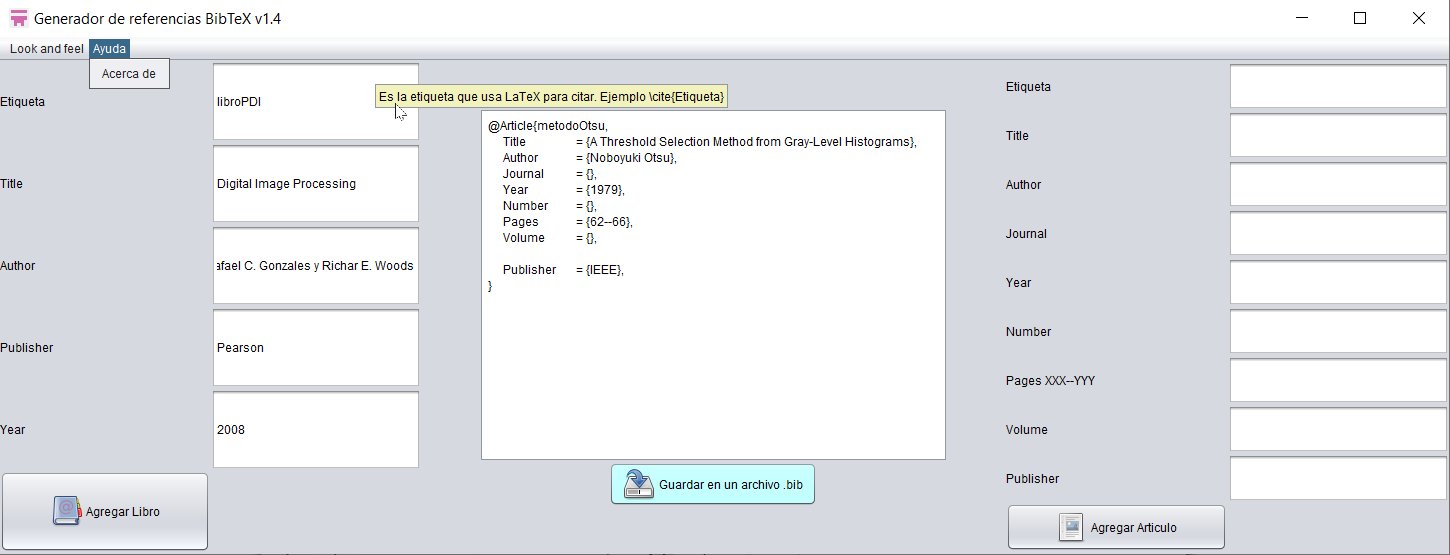 Generador de referencias BibTeX v1.4
Look and feel Ayuda
Acerca de
Etiqueta
libroPDI
Title
Digital Image Processing
Author
afael C. Gonzales y Richar E. Woods
Publisher
Pearson
Year
2008
Agregar Libro
Es la etiqueta que usa LaTeX para citar. Ejemplo \cite{Etiqueta}
@Article{metodoOtsu,
Title = {A Threshold Selection Method from Gray-Level Histograms},
Author = {Noboyuki Otsu},
Journal = {},
Year = {1979},
Number = {},
Pages = {62--66},
Volume = {},
Publisher = {IEEE},
}
Guardar en un archivo .bib
Etiqueta
Title
Author
Journal
Year
Number
Pages XXX--YYY
Volume
Publisher
Agregar Articulo